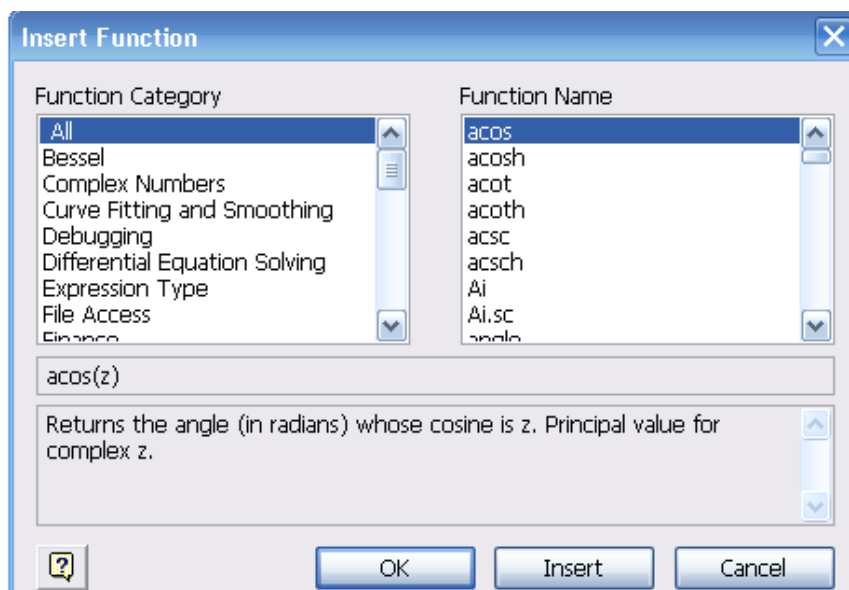 Insert Function
Function Category
All
Bessel
Complex Numbers
Curve Fitting and Smoothing
Debugging
Differential Equation Solving
Expression Type
File Access
Finance
Function Name
acos
acosh
acot
acoth
acsc
acsch
Ai
Ai.sc
angle
acos(z)
Returns the angle (in radians) whose cosine is z. Principal value for
complex z.
?
OK
Insert
Cancel